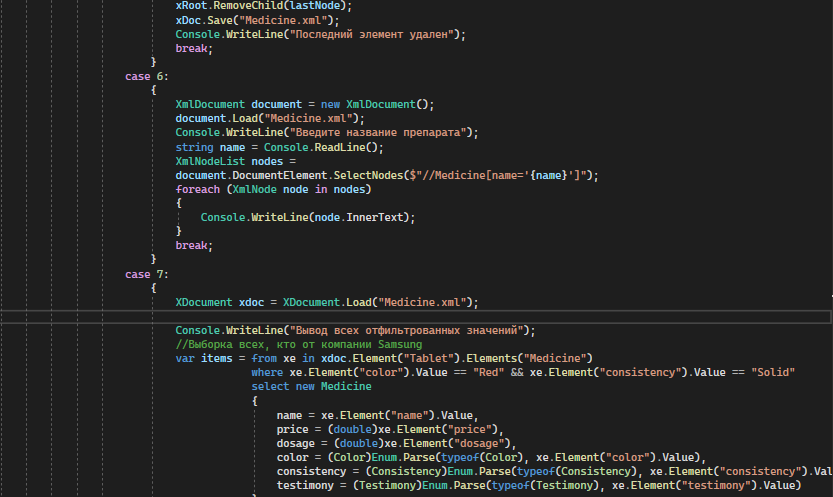 xRoot.RemoveChild(lastNode);
xDoc.Save("Medicine.xml");
Console.WriteLine("Последний элемент удален");
break;
}
case 6:
{
XmlDocument document = new XmlDocument();
document.Load("Medicine.xml");
Console.WriteLine("Введите название препарата");
string name = Console.ReadLine();
XmlNodeList nodes =
document.DocumentElement.SelectNodes($"//Medicine[name='{name}']");
foreach (XmlNode node in nodes)
{
Console.WriteLine(node.InnerText);
}
break;
}
case 7:
{
XDocument xdoc = XDocument.Load("Medicine.xml");
Console.WriteLine("Вывод всех отфильтрованных значений");
//Выборка всех, кто от компании Samsung
var items = from xe in xdoc.Element("Tablet").Elements("Medicine")
where xe.Element("color").Value == "Red" && xe.Element("consistency").Value == "Solid"
select new Medicine
{
name = xe.Element("name").Value,
price = (double)xe.Element("price"),
dosage = (double)xe.Element("dosage"),
color = (Color)Enum.Parse(typeof(Color), xe.Element("color").Value),
consistency = (Consistency)Enum.Parse(typeof(Consistency), xe.Element("consistency").Val
testimony = (Testimony)Enum.Parse(typeof(Testimony), xe.Element("testimony").Value)